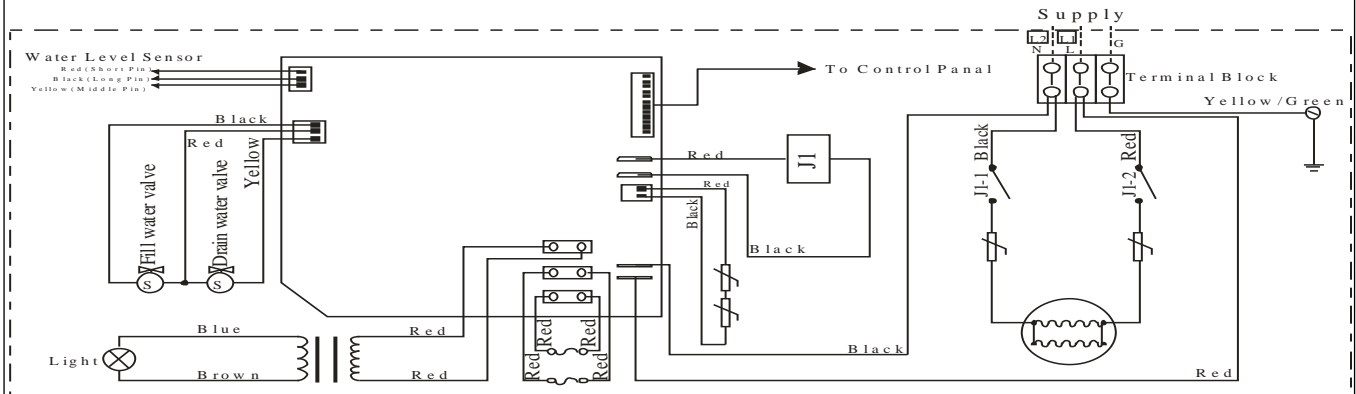 Supply
L2 L1
N L G
Water Level Sensor
Red(Short Pin)
Black(Long Pin)
Yellow(Middle Pin)
To Control Panal
Terminal Block
Yellow/Green
Black
Red
Yellow
Fill water valve
Drain water valve
S
S
Red
J1
Red
Black
Black
J1-1 Black
J1-2 Red
Light
Blue
Brown
Red
Red
Red
Red
Red
Red
Black
Red